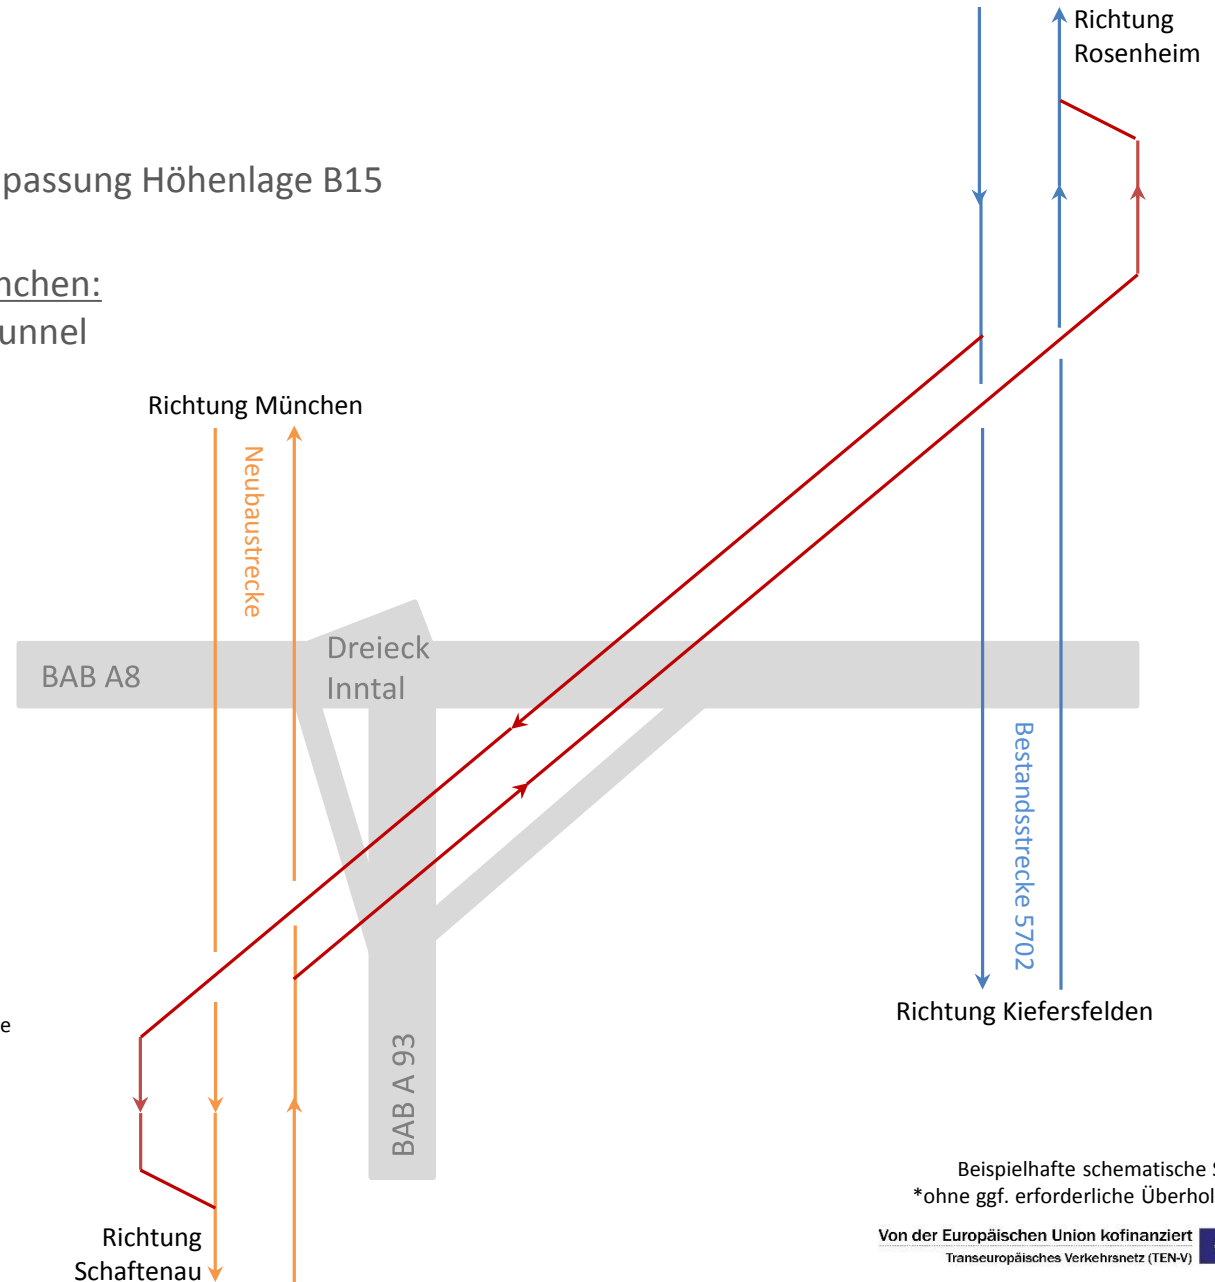 Richtung
Rosenheim
passung Höhenlage B15
nchen:
unnel
Richtung München
Neubaustrecke
Dreieck
Inntal
BAB A8
Bestandsstrecke 5702
Richtung Kiefersfelden
e
BAB A 93
Beispielhafte schematische S
*ohne ggf. erforderliche Überhol
Richtung
Schaftenau
Von der Europäischen Union kofinanziert
Transeuropäisches Verkehrsnetz (TEN-V)